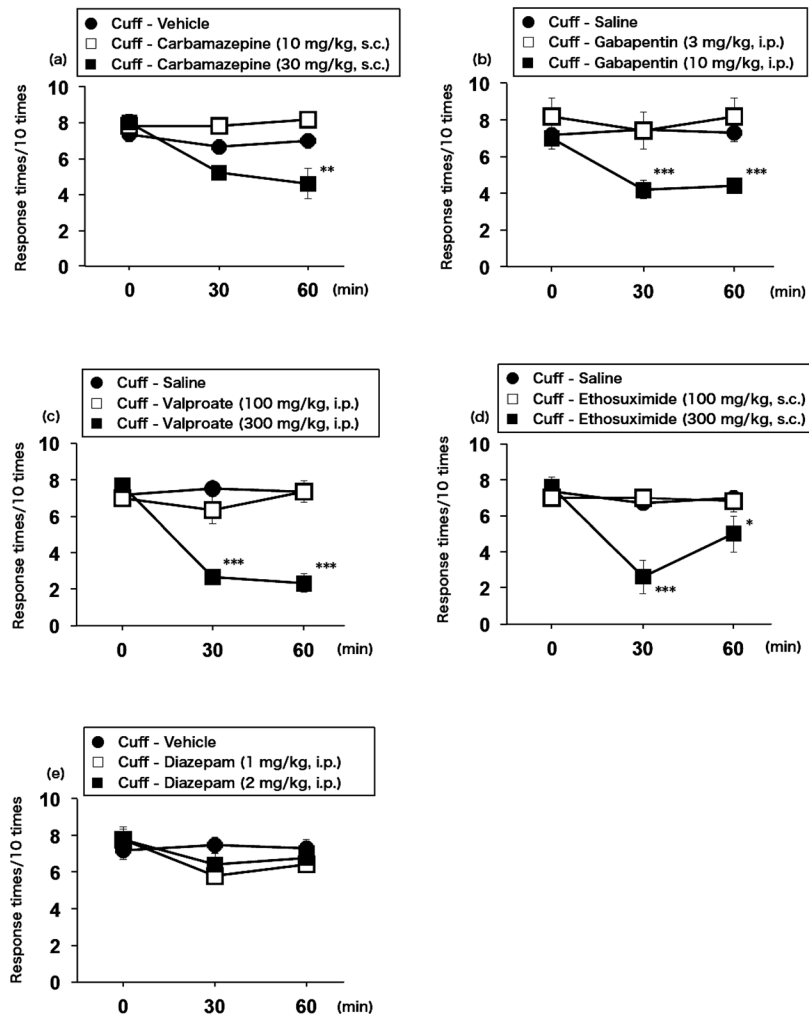 Cuff - Vehicle
Cuff - Carbamazepine (10 mg/kg, s.c.)
Cuff - Carbamazepine (30 mg/kg, s.c.)
(a)
Response times/10 times
10
8
6
4
2
0
**
0 30 60 (min)
Cuff - Saline
Cuff - Gabapentin (3 mg/kg, i.p.)
Cuff - Gabapentin (10 mg/kg, i.p.)
(b)
Response times/10 times
10
8
6
4
2
0
*** ***
0 30 60 (min)
Cuff - Saline
Cuff - Valproate (100 mg/kg, i.p.)
Cuff - Valproate (300 mg/kg, i.p.)
(c)
Response times/10 times
10
8
6
4
2
0
*** ***
0 30 60 (min)
Cuff - Saline
Cuff - Ethosuximide (100 mg/kg, s.c.)
Cuff - Ethosuximide (300 mg/kg, s.c.)
(d)
Response times/10 times
10
8
6
4
2
0
*
***
0 30 60 (min)
Cuff - Vehicle
Cuff - Diazepam (1 mg/kg, i.p.)
Cuff - Diazepam (2 mg/kg, i.p.)
(e)
Response times/10 times
10
8
6
4
2
0
0 30 60 (min)